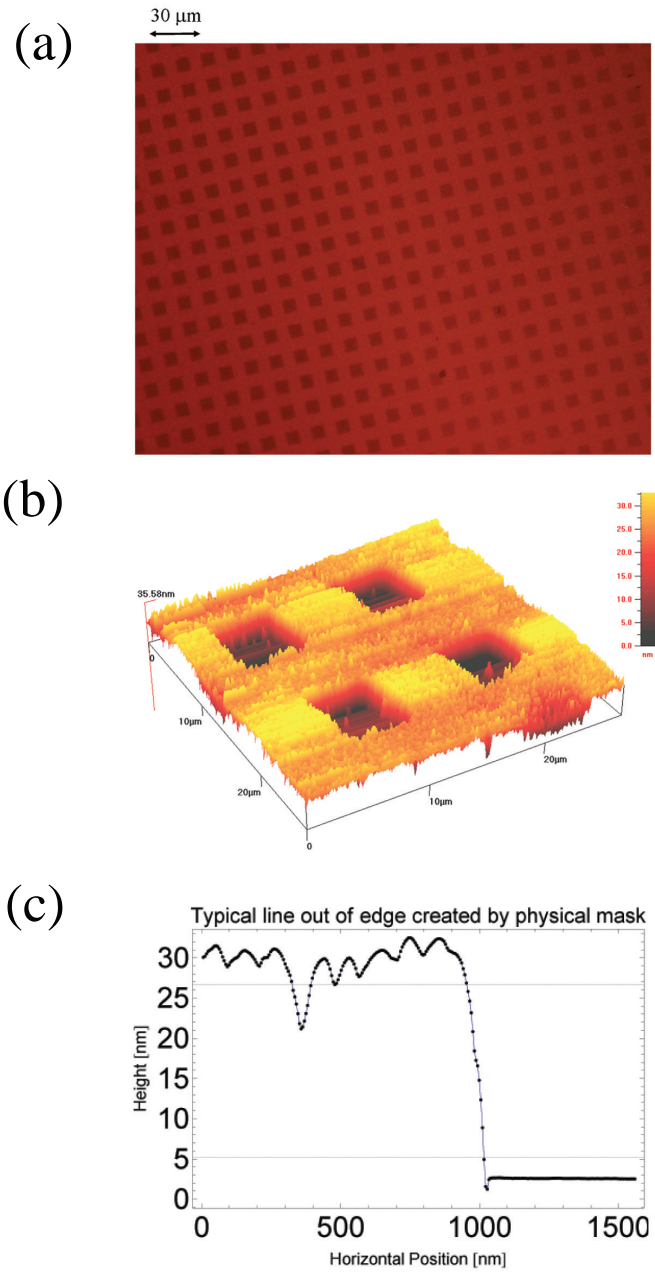 30 μm
(a)
(b)
35.58nm
0
10μm
20μm
0
10μm
20μm
30.0
25.0
20.0
15.0
10.0
5.0
0.0
nm
(c)
Typical line out of edge created by physical mask
Height [nm]
30
25
20
15
10
5
0
0 500 1000 1500
Horizontal Position [nm]